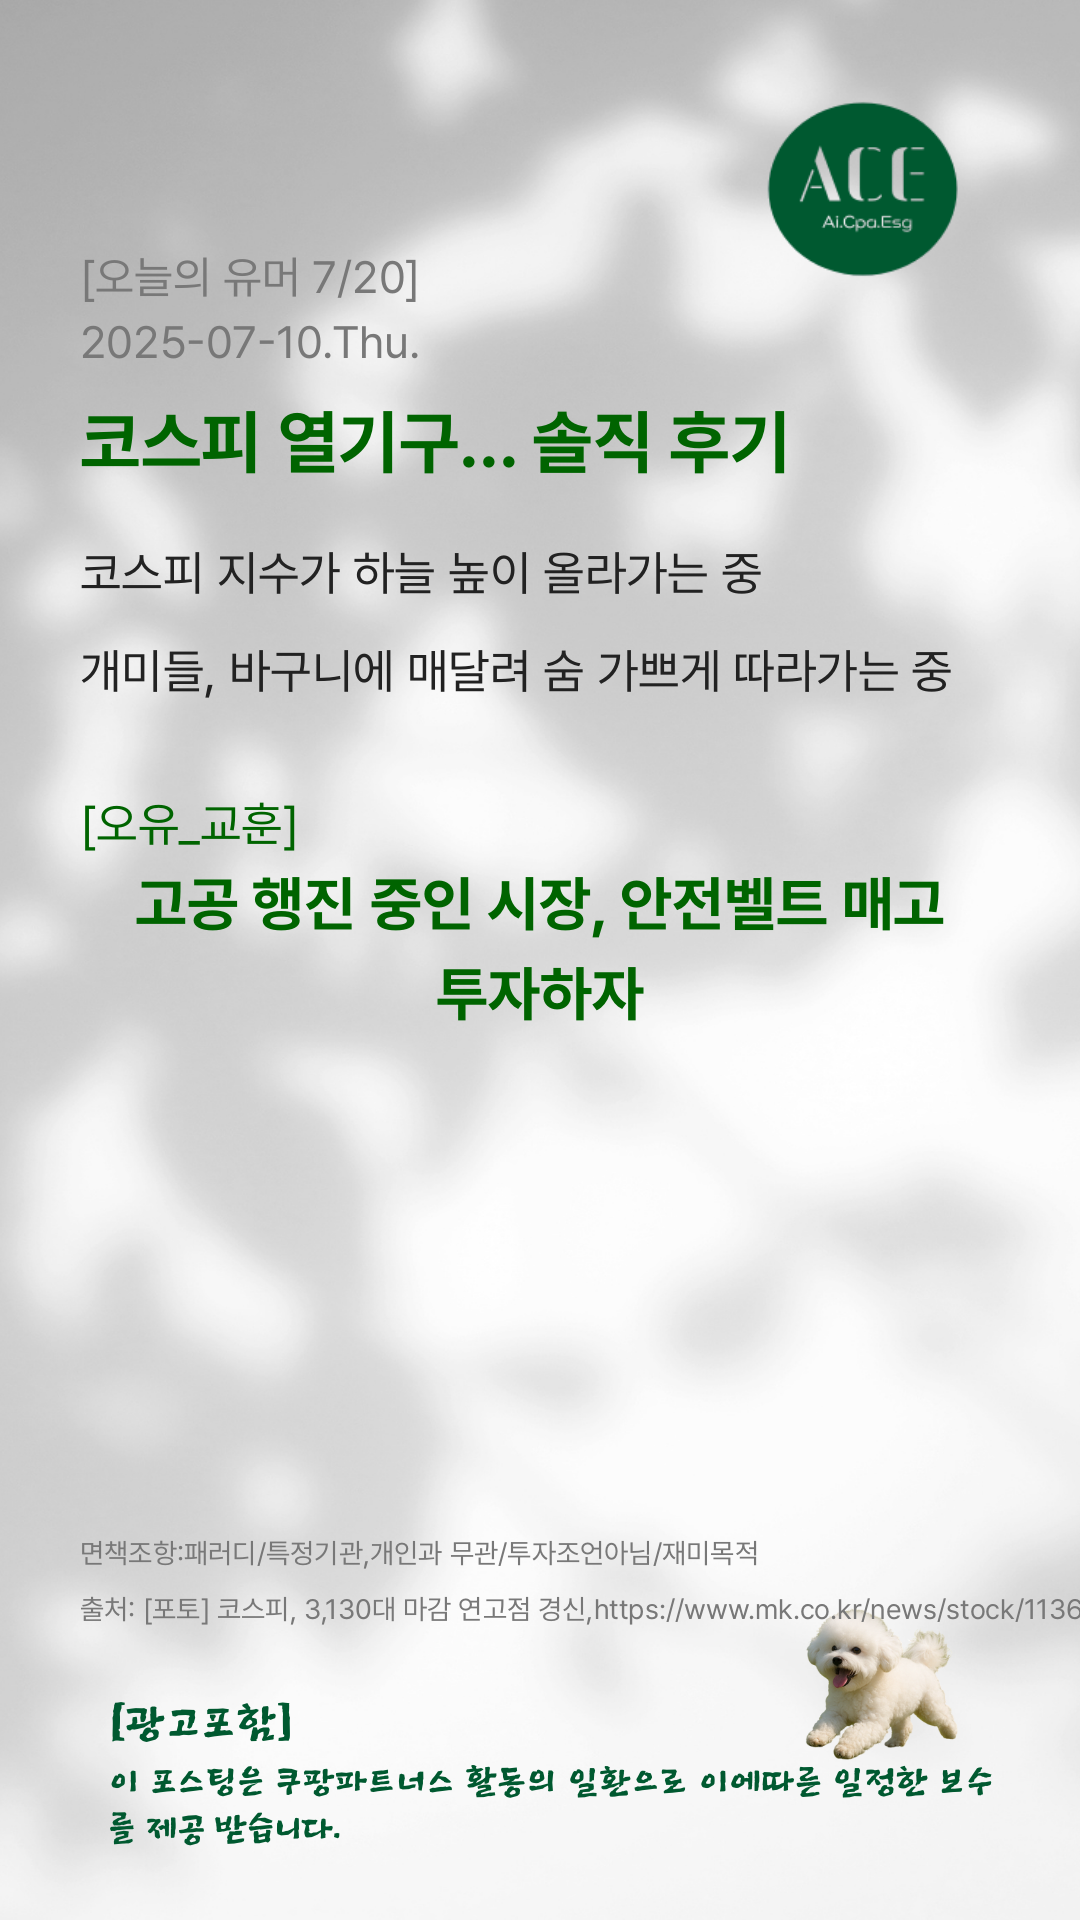 ACE
Ai.Cpa.Esg
[오늘의 유머 7/20]
2025-07-10.Thu.
코스피 열기구... 솔직 후기
코스피 지수가 하늘 높이 올라가는 중
개미들, 바구니에 매달려 숨 가쁘게 따라가는 중
[오유_교훈]
고공 행진 중인 시장, 안전벨트 매고
투자하자
면책조항:패러디/특정기관,개인과 무관/투자조언아님/재미목적
출처: [포토] 코스피, 3,130대 마감 연고점 경신,https://www.mk.co.kr/news/stock/1136
[광고포함]
이 포스팅은 쿠팡파트너스 활동의 일환으로 이에따른 일정한 보수
를 제공 받습니다.